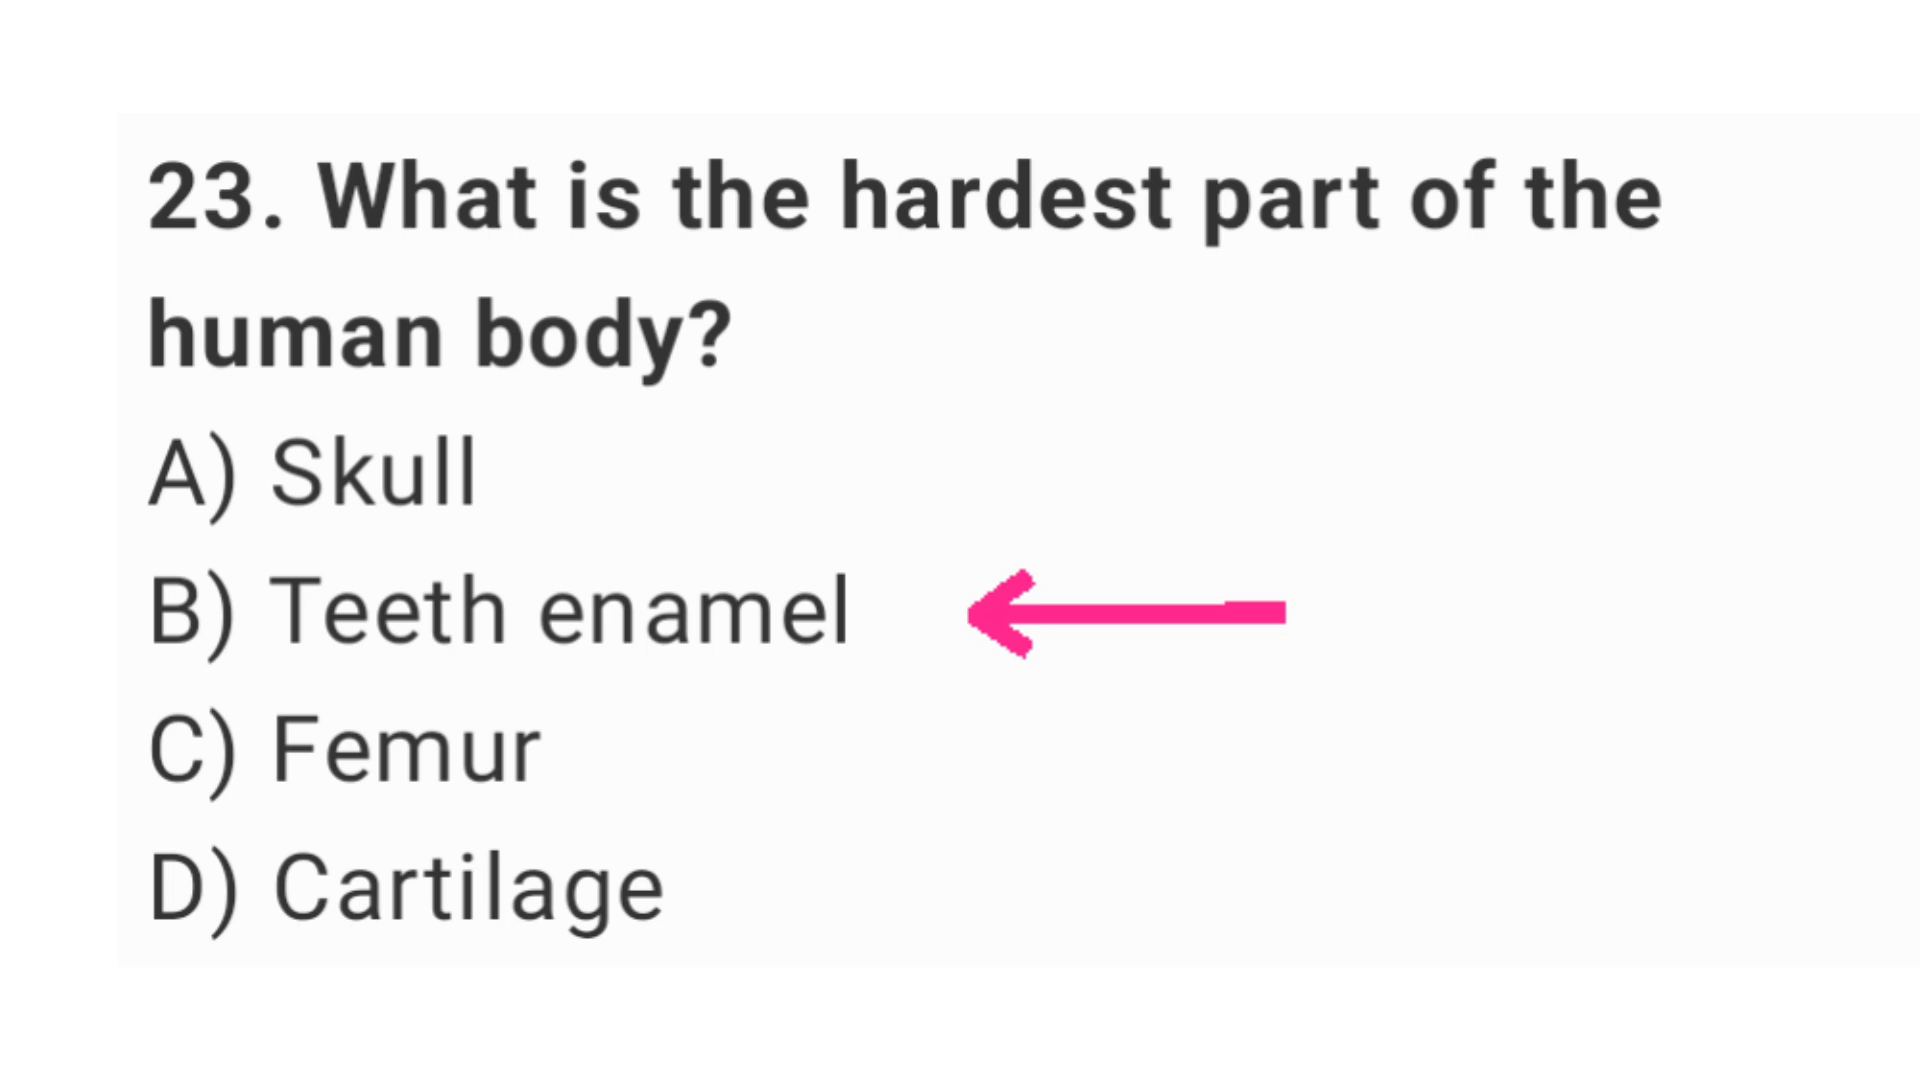 23. What is the hardest part of the
human body?
A) Skull
B) Teeth enamel
C) Femur
D) Cartilage